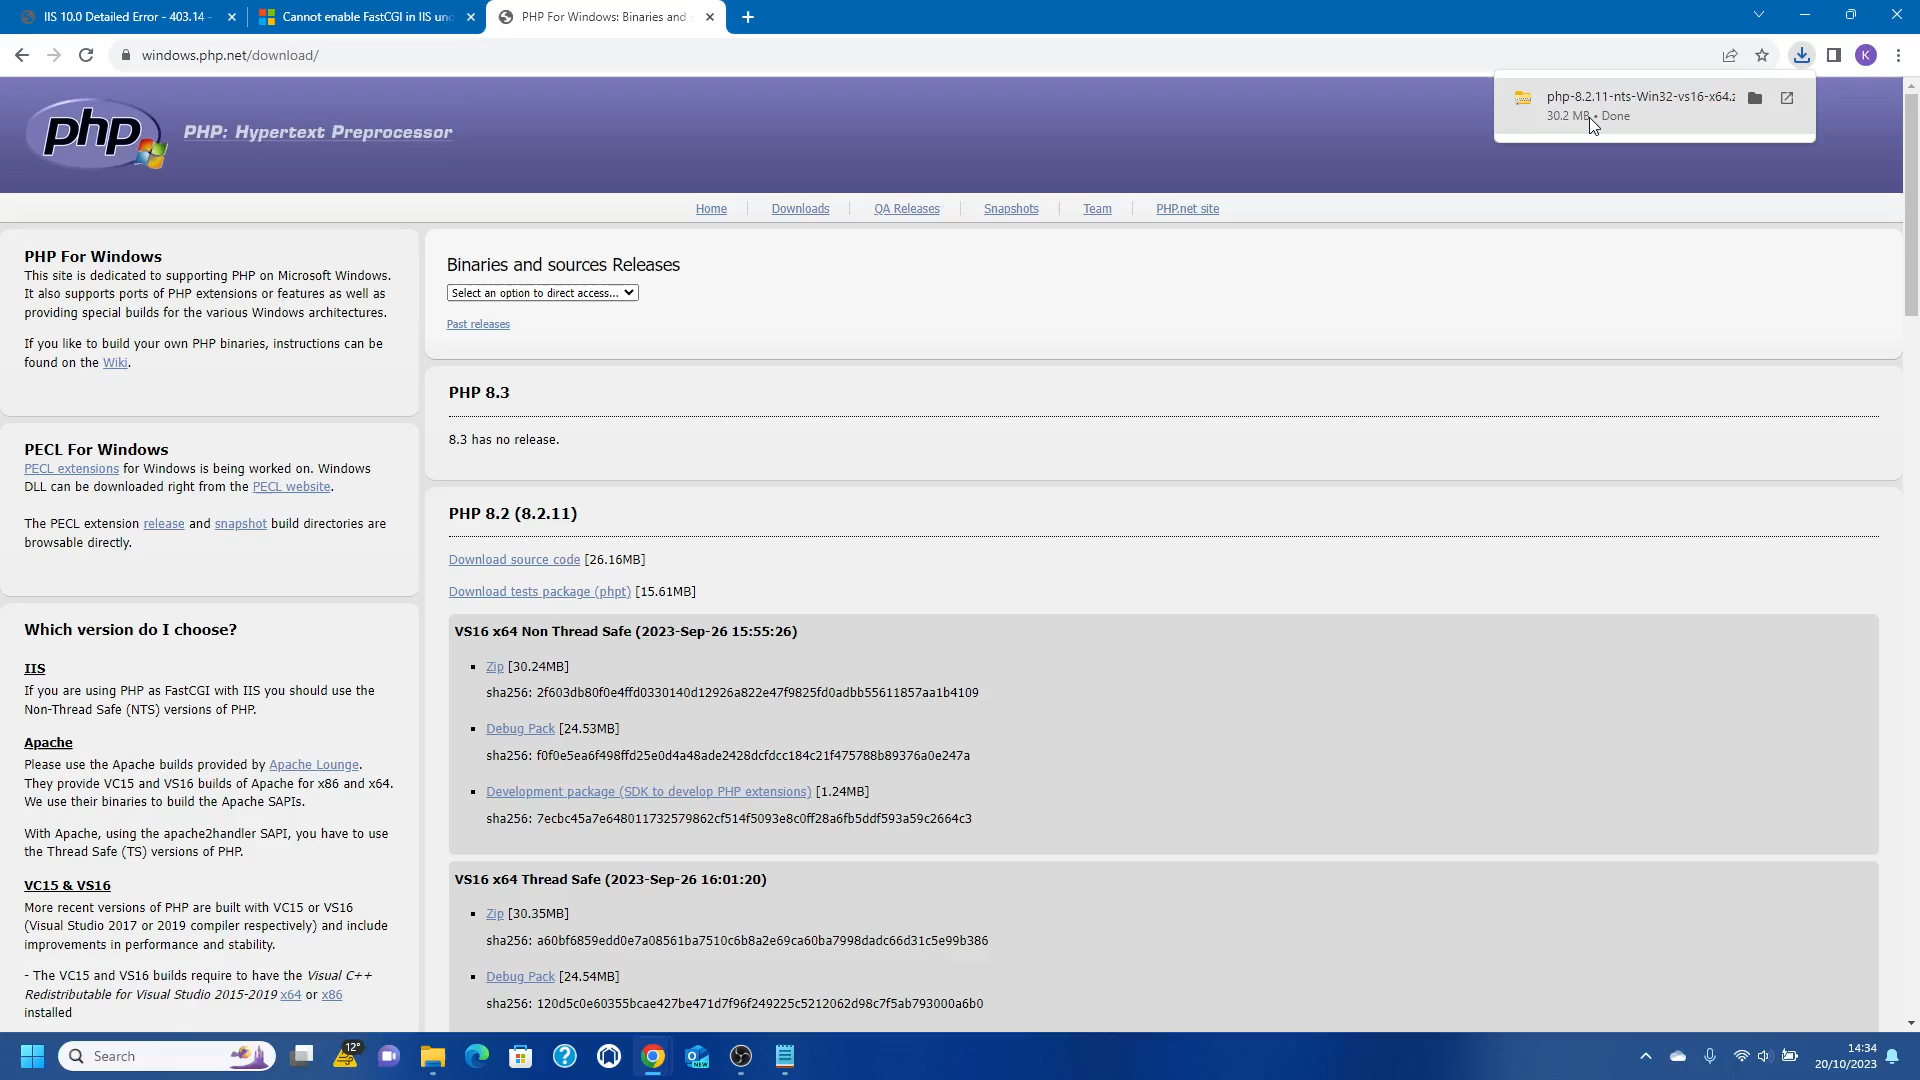 IIS 10.0 Detailed Error - 403.14 -
Cannot enable FastCGI in IIS un
PHP For Windows: Binaries and
windows.php.net/download/
K
php-8.2.11-nts-Win32-vs16-x64.z
30.2 MB • Done
php
PHP: Hypertext Preprocessor
Home
Downloads
QA Releases
Snapshots
Team
PHP.net site
PHP For Windows
This site is dedicated to supporting PHP on Microsoft Windows.
It also supports ports of PHP extensions or features as well as
providing special builds for the various Windows architectures.
If you like to build your own PHP binaries, instructions can be
found on the Wiki.
PECL For Windows
PECL extensions for Windows is being worked on. Windows
DLL can be downloaded right from the PECL website.
The PECL extension release and snapshot build directories are
browsable directly.
Which version do I choose?
IIS
If you are using PHP as FastCGI with IIS you should use the
Non-Thread Safe (NTS) versions of PHP.
Apache
Please use the Apache builds provided by Apache Lounge.
They provide VC15 and VS16 builds of Apache for x86 and x64.
We use their binaries to build the Apache SAPIs.
With Apache, using the apache2handler SAPI, you have to use
the Thread Safe (TS) versions of PHP.
VC15 & VS16
More recent versions of PHP are built with VC15 or VS16
(Visual Studio 2017 or 2019 compiler respectively) and include
improvements in performance and stability.
- The VC15 and VS16 builds require to have the Visual C++
Redistributable for Visual Studio 2015-2019 x64 or x86
installed
Binaries and sources Releases
Select an option to direct access...
Past releases
PHP 8.3
8.3 has no release.
PHP 8.2 (8.2.11)
Download source code [26.16MB]
Download tests package (phpt) [15.61MB]
VS16 x64 Non Thread Safe (2023-Sep-26 15:55:26)
Zip [30.24MB]
sha256: 2f603db80f0e4ffd0330140d12926a822e47f9825fd0adbb55611857aa1b4109
Debug Pack [24.53MB]
sha256: f0f0e5ea6f498ffd25e0d4a48ade2428dcfdcc184c21f475788b89376a0e247a
Development package (SDK to develop PHP extensions) [1.24MB]
sha256: 7ecbc45a7e648011732579862cf514f5093e8c0ff28a6fb5ddf593a59c2664c3
VS16 x64 Thread Safe (2023-Sep-26 16:01:20)
Zip [30.35MB]
sha256: a60bf6859edd0e7a08561ba7510c6b8a2e69ca60ba7998dadc66d31c5e99b386
Debug Pack [24.54MB]
sha256: 120d5c0e60355bcae427be471d7f96f249225c5212062d98c7f5ab793000a6b0
Search
12°
NEW
14:34
20/10/2023